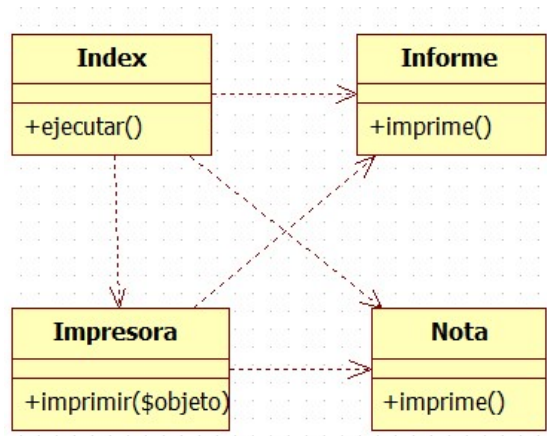 Index
+ejecutar()
Informe
+imprime()
Impresora
+imprimir($objeto)
Nota
+imprime()